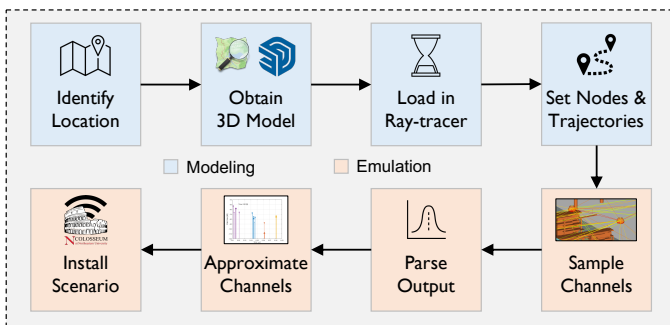 Identify
Location
Obtain
3D Model
Load in
Ray-tracer
Set Nodes &
Trajectories
Modeling
Emulation
COLOSSEUM
Install
Scenario
Approximate
Channels
Parse
Output
Sample
Channels